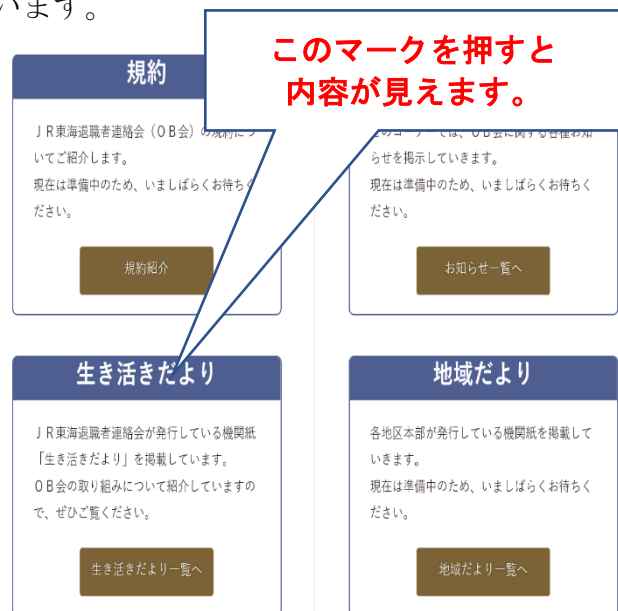 います。
このマークを押すと
内容が見えます。
規約
ＪＲ東海退職者連絡会（ＯＢ会）の規約につ
いてご紹介します。
現在は準備中のため、いましばらくお待ちく
ださい。
規約紹介
このコーナーでは、ＯＢ会に関する各種お知
らせを掲示していきます。
現在は準備中のため、いましばらくお待ちく
ださい。
お知らせ一覧へ
生き活きだより
ＪＲ東海退職者連絡会が発行している機関紙
「生き活きだより」を掲載しています。
ＯＢ会の取り組みについて紹介していますの
で、ぜひご覧ください。
生き活きだより一覧へ
地域だより
各地区本部が発行している機関紙を掲載して
いきます。
現在は準備中のため、いましばらくお待ちく
ださい。
地域だより一覧へ